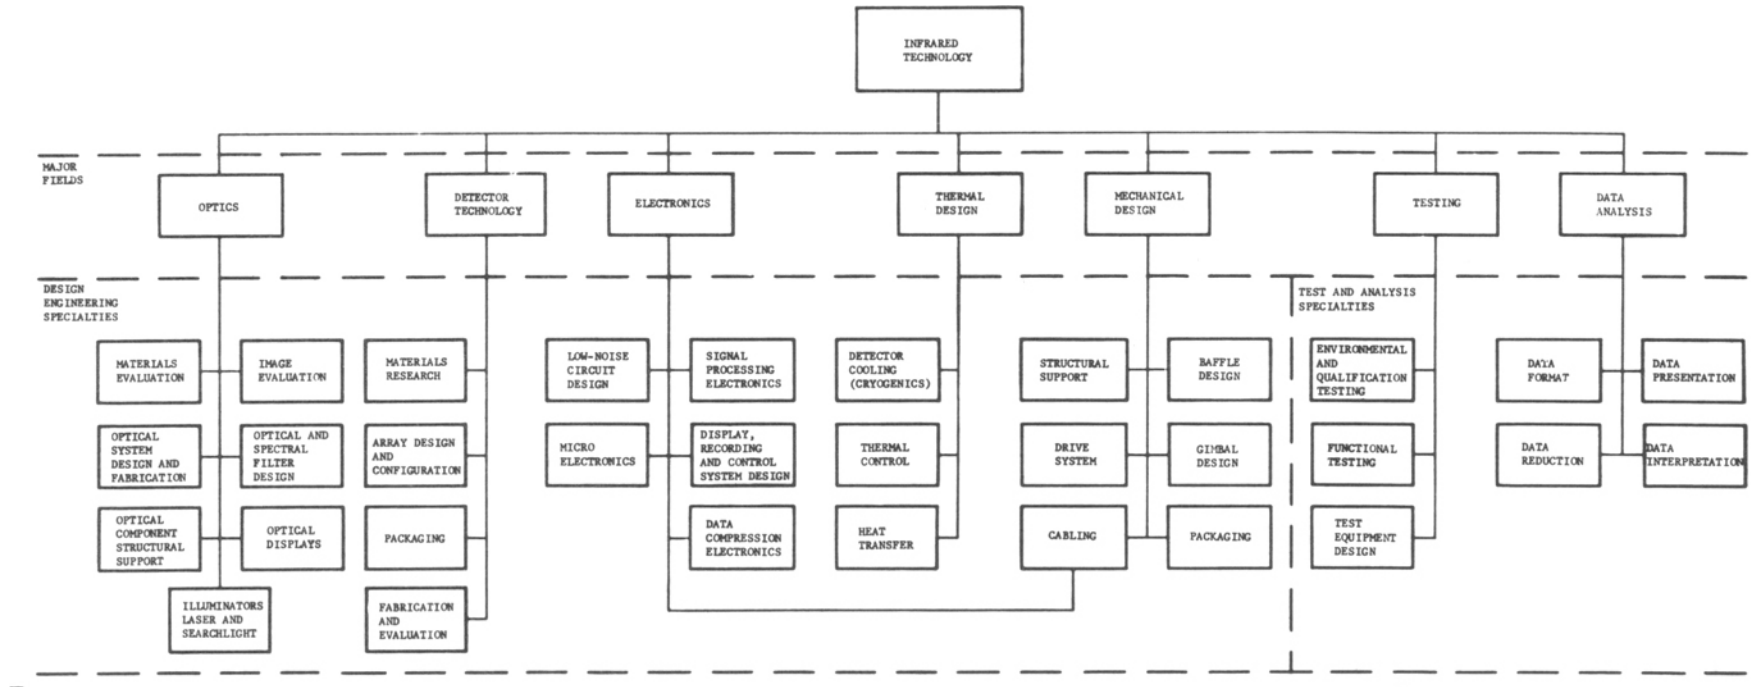 INFRARED
TECHNOLOGY
MAJOR
FIELDS
OPTICS
DETECTOR
TECHNOLOGY
ELECTRONICS
THERMAL
DESIGN
MECHANICAL
DESIGN
TESTING
DATA
ANALYSIS
DESIGN
ENGINEERING
SPECIALTIES
TEST AND ANALYSIS
SPECIALTIES
MATERIALS
EVALUATION
IMAGE
EVALUATION
MATERIALS
RESEARCH
LOW-NOISE
CIRCUIT
DESIGN
SIGNAL
PROCESSING
ELECTRONICS
DETECTOR
COOLING
(CRYOGENICS)
STRUCTURAL
SUPPORT
BAFFLE
DESIGN
ENVIRONMENTAL
AND
QUALIFICATION
TESTING
DATA
FORMAT
DATA
PRESENTATION
OPTICAL
SYSTEM
DESIGN AND
FABRICATION
OPTICAL AND
SPECTRAL
FILTER
DESIGN
ARRAY DESIGN
AND
CONFIGURATION
MICRO
ELECTRONICS
DISPLAY,
RECORDING
AND CONTROL
SYSTEM DESIGN
THERMAL
CONTROL
DRIVE
SYSTEM
GIMBAL
DESIGN
FUNCTIONAL
TESTING
DATA
REDUCTION
DATA
INTERPRETATION
OPTICAL
COMPONENT
STRUCTURAL
SUPPORT
OPTICAL
DISPLAYS
PACKAGING
DATA
COMPRESSION
ELECTRONICS
HEAT
TRANSFER
CABLING
PACKAGING
TEST
EQUIPMENT
DESIGN
ILLUMINATORS
LASER AND
SEARCHLIGHT
FABRICATION
AND
EVALUATION